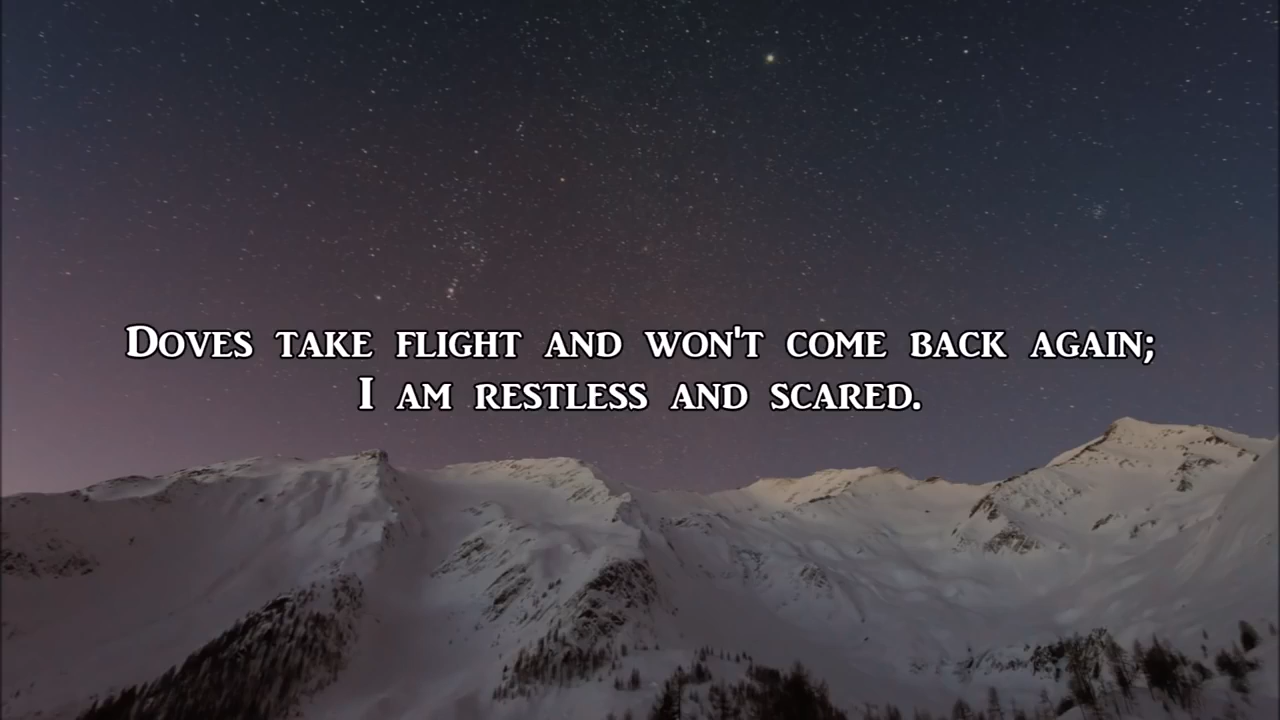 Doves take flight and won't come back again;
I am restless and scared.